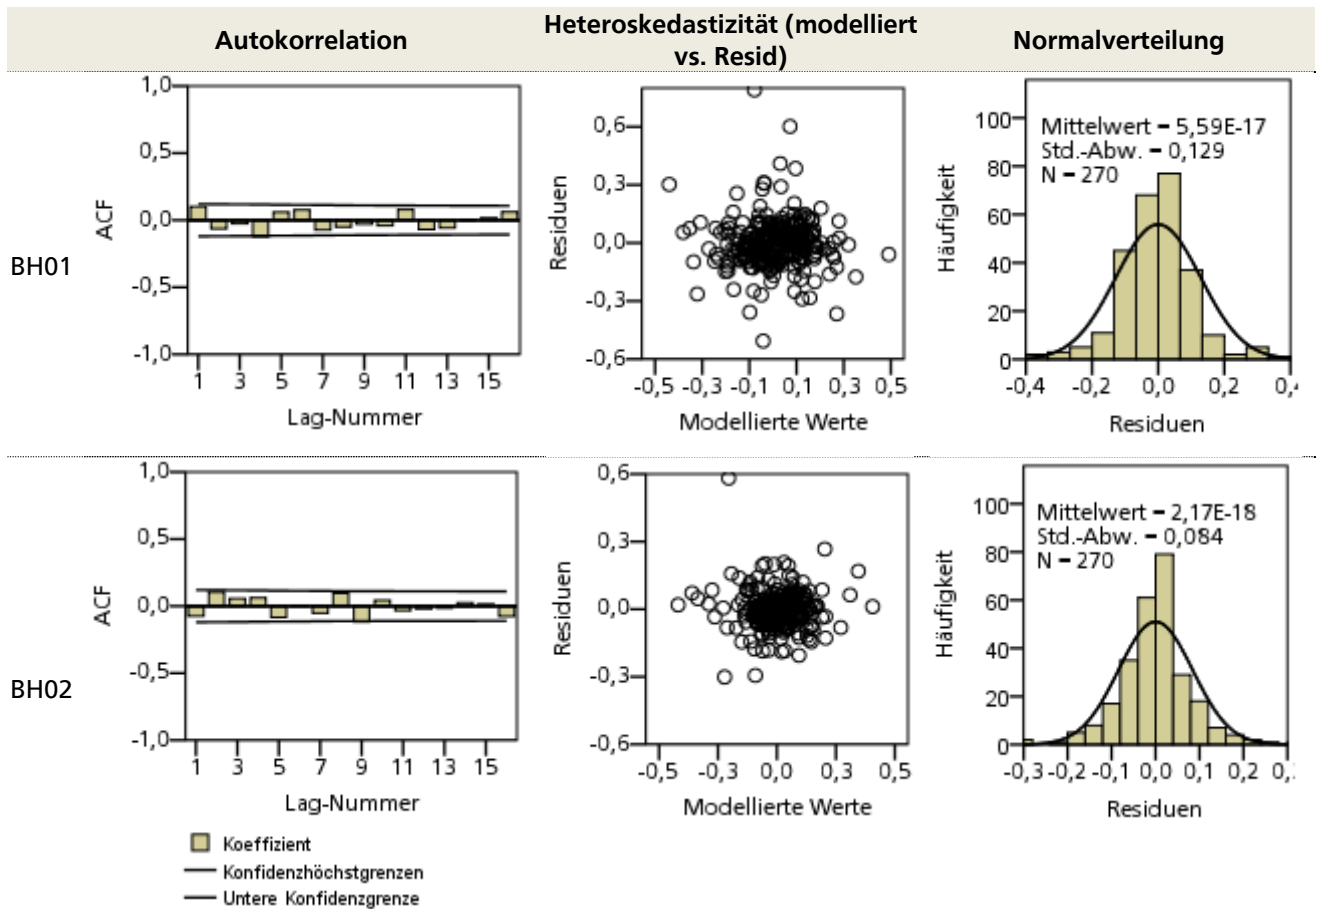 Autokorrelation
Heteroskedastizität (modelliert
vs. Resid)
Normalverteilung
BH01
1,0
0,5
0,0
-0,5
-1,0
ACF
1 3 5 7 9 11 13 15
Lag-Nummer
0,6
0,3
0,0
-0,3
-0,6
Residuen
-0,5 -0,3 -0,1 0,1 0,3 0,5
Modellierte Werte
Mittelwert = 5,59E-17
Std.-Abw. = 0,129
N = 270
100
80
60
40
20
0
Häufigkeit
-0,4 -0,2 0,0 0,2
Residuen
BH02
1,0
0,5
0,0
-0,5
-1,0
ACF
1 3 5 7 9 11 13 15
Lag-Nummer
0,6
0,3
0,0
-0,3
-0,6
Residuen
-0,5 -0,3 0,0 0,3 0,5
Modellierte Werte
Mittelwert = 2,17E-18
Std.-Abw. = 0,084
N = 270
100
80
60
40
20
0
Häufigkeit
-0,3 -0,2 -0,1 0,0 0,1 0,2
Residuen
Koeffizient
Konfidenzhöchstgrenzen
Untere Konfidenzgrenze